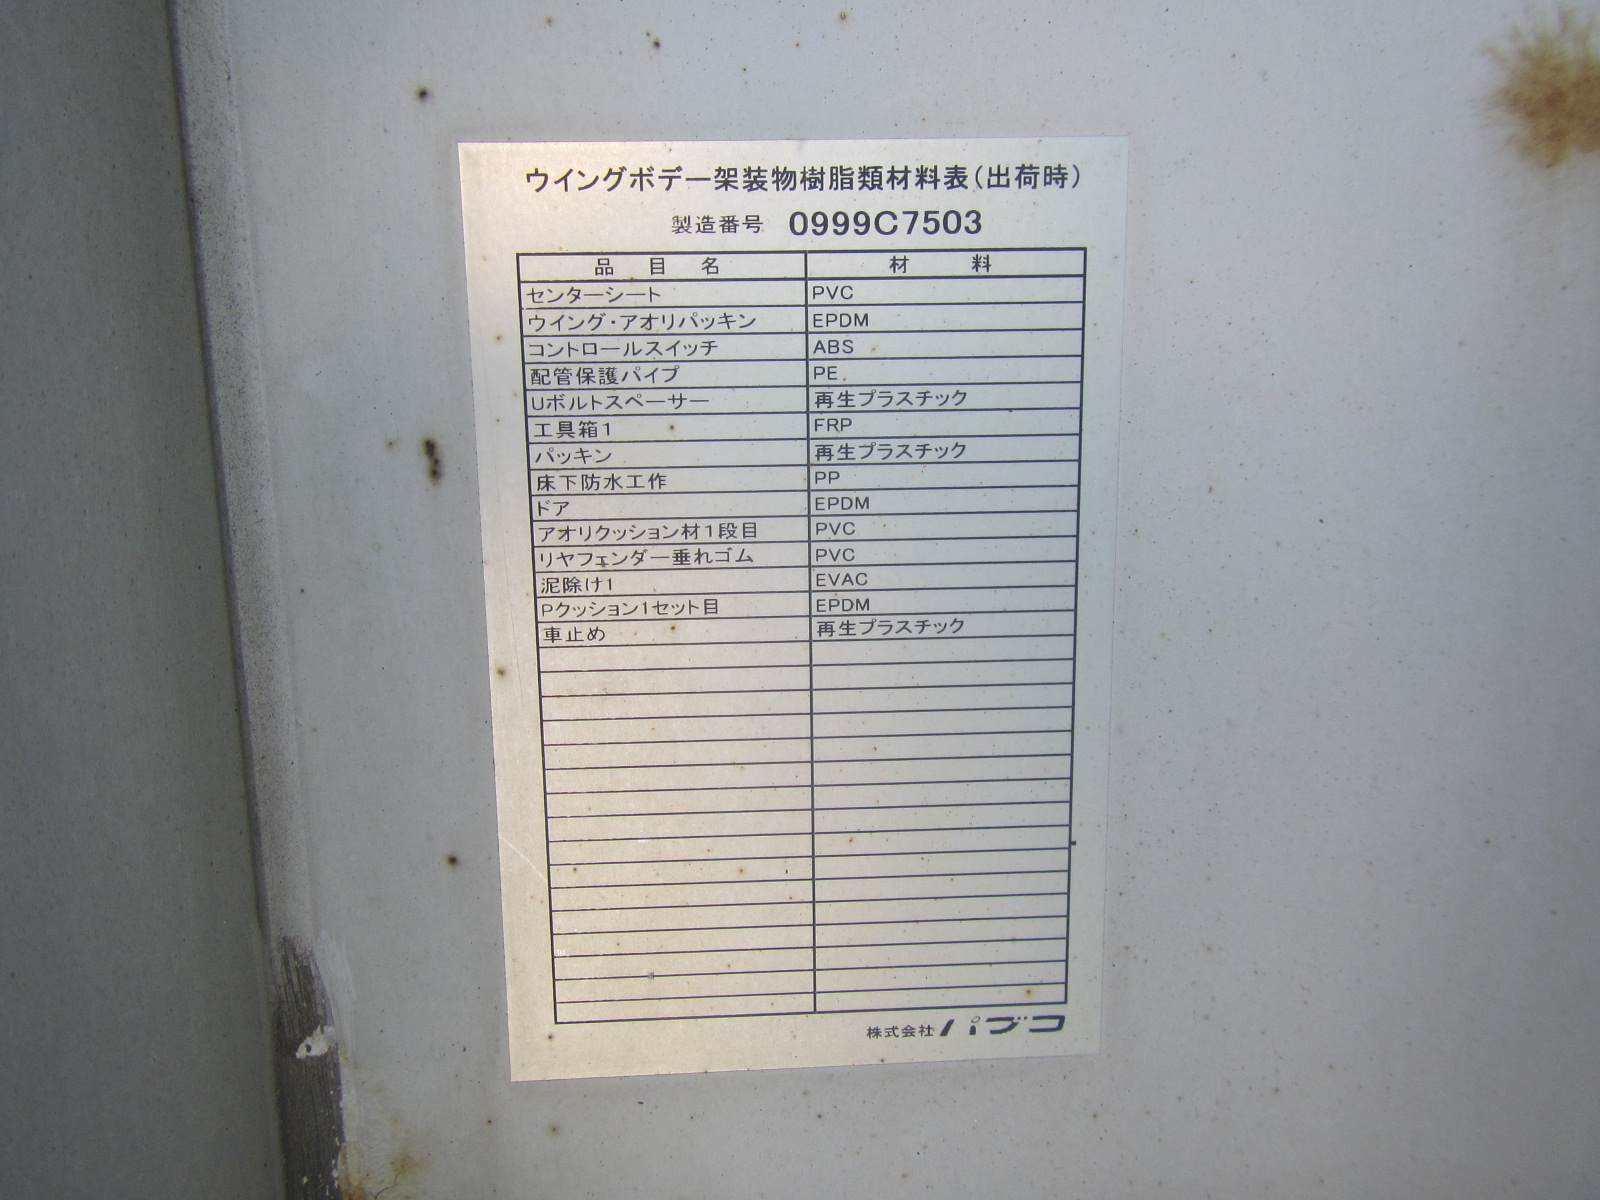 ウイングボデー架装物樹脂類材料表(出荷時)
製造番号 0999C7503
品目名 材料
センターシート PVC
ウイング・アオリパッキン EPDM
コントロールスイッチ ABS
配管保護パイプ PE
Uボルトスペーサー 再生プラスチック
工具箱1 FRP
パッキン 再生プラスチック
床下防水工作 PP
ドア EPDM
アオリクッション材1段目 PVC
リヤフェンダー垂れゴム PVC
泥除け1 EVAC
Pクッション1セット目 EPDM
車止め 再生プラスチック
株式会社パブコ